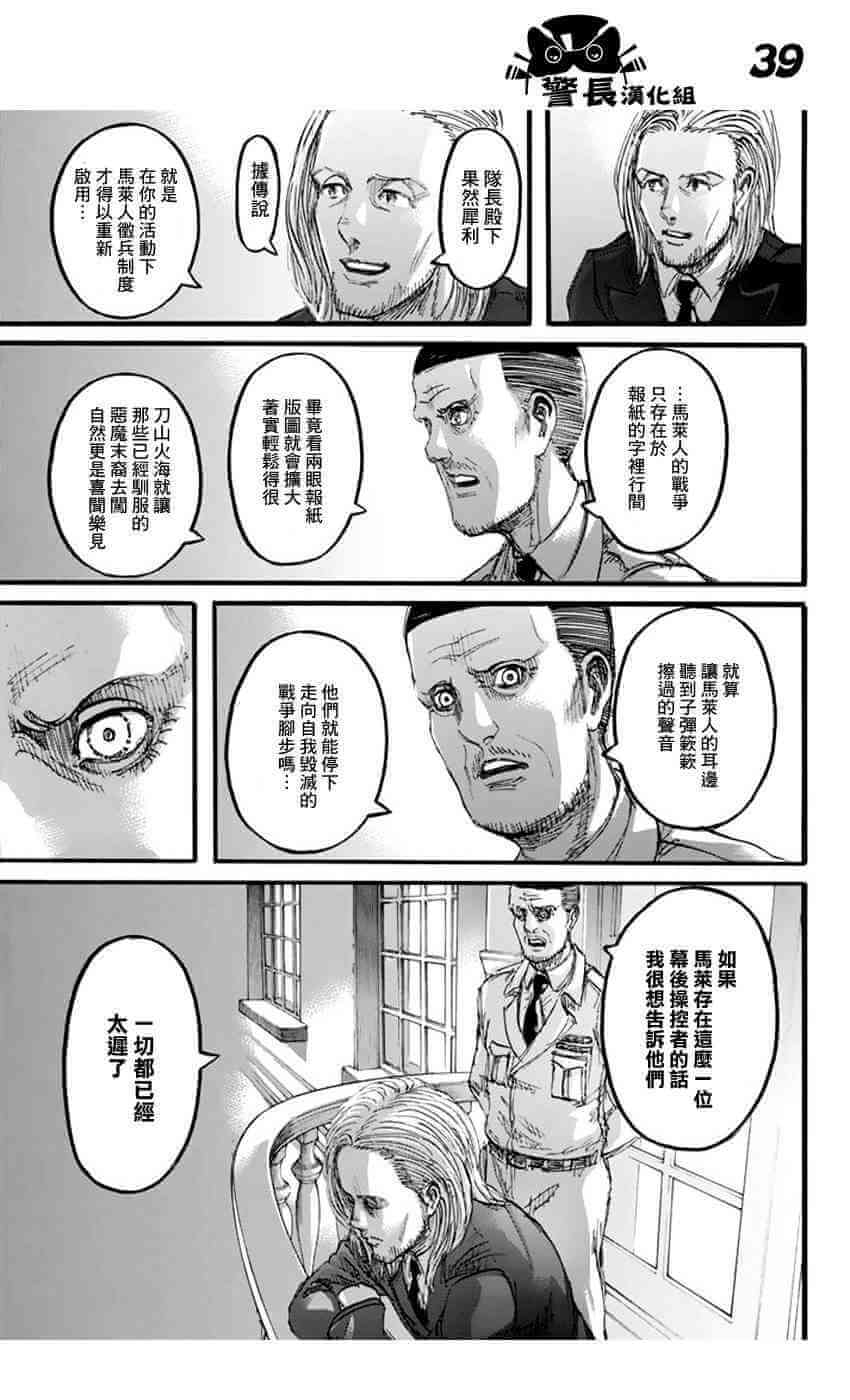 39
警長漢化組
隊長殿下
果然犀利
據傳說
就是
在你的活動下
馬萊人徵兵制度
才得以重新
啟用…
…馬萊人的戰爭
只存在於
報紙的字裡行間
畢竟看兩眼報紙
版圖就會擴大
著實輕鬆得很
刀山火海就讓
那些已經馴服的
惡魔末裔去闖
自然更是喜聞樂見
就算
讓馬萊人的耳邊
聽到子彈簌簌
擦過的聲音
他們就能停下
走向自我毀滅的
戰爭腳步嗎…
如果
馬萊存在這麼一位
幕後操控者的話
我很想告訴他們
一切都已經
太遲了